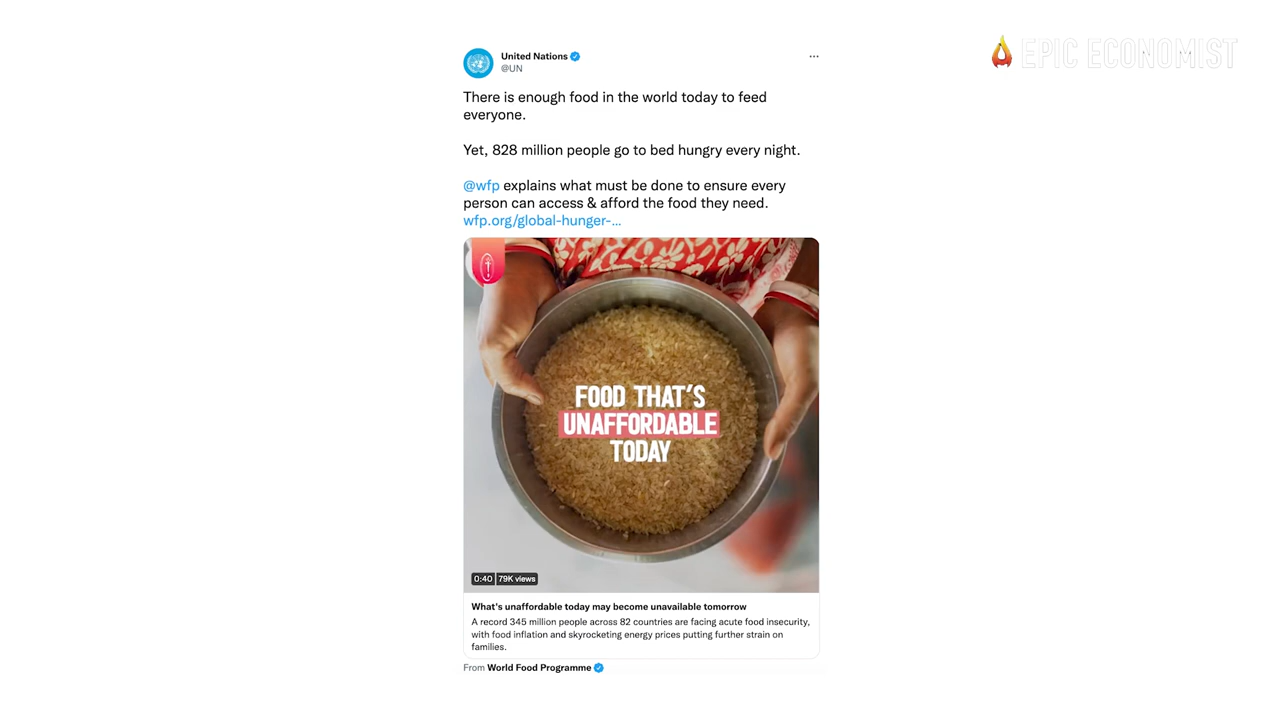 United Nations
@UN
EPIC ECONOMIST
There is enough food in the world today to feed
everyone.
Yet, 828 million people go to bed hungry every night.
@wfp explains what must be done to ensure every
person can access & afford the food they need.
wfp.org/global-hunger-…
FOOD THAT'S
UNAFFORDABLE
TODAY
0:40 79K views
What's unaffordable today may become unavailable tomorrow
A record 345 million people across 82 countries are facing acute food insecurity,
with food inflation and skyrocketing energy prices putting further strain on
families.
From World Food Programme